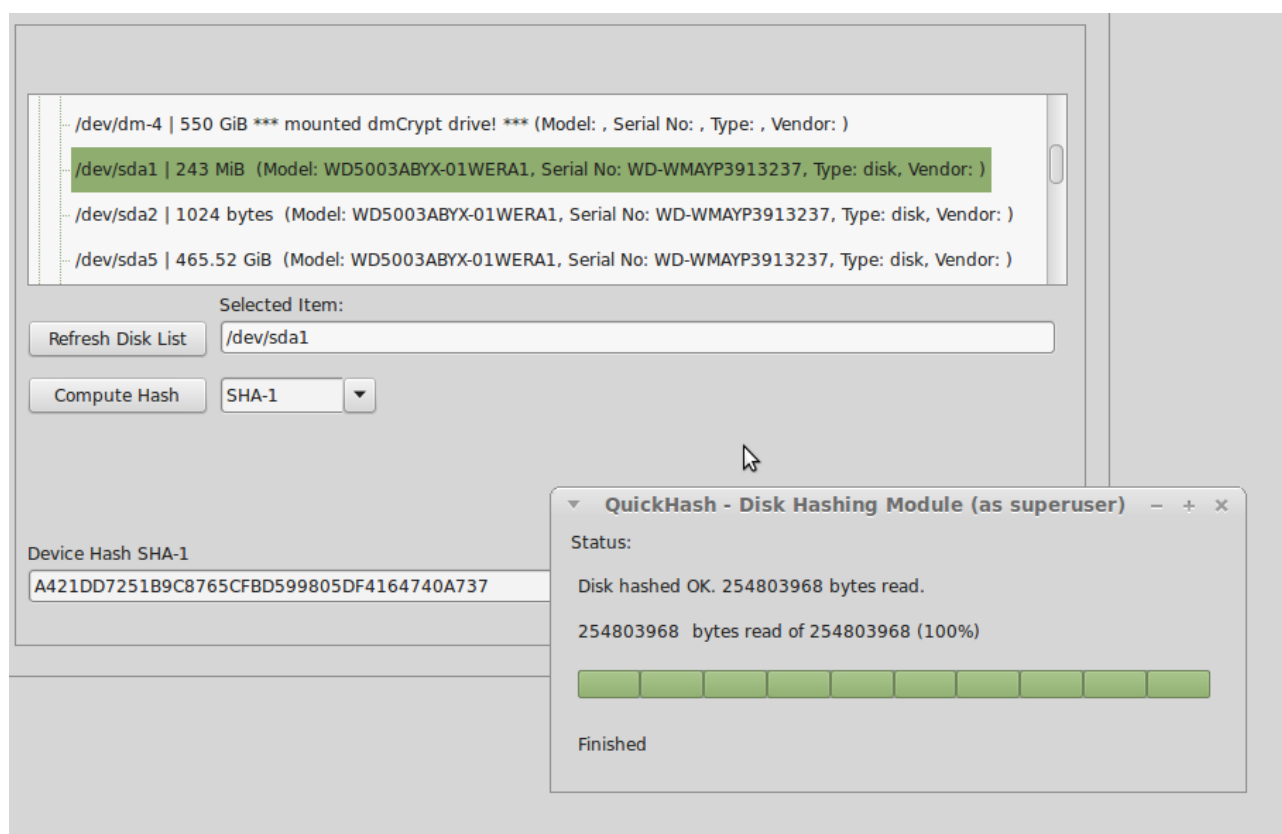 /dev/dm-4 | 550 GiB *** mounted dmCrypt drive! *** (Model: , Serial No: , Type: , Vendor: )
/dev/sda1 | 243 MiB  (Model: WD5003ABYX-01WERA1, Serial No: WD-WMAYP3913237, Type: disk, Vendor: )
/dev/sda2 | 1024 bytes  (Model: WD5003ABYX-01WERA1, Serial No: WD-WMAYP3913237, Type: disk, Vendor: )
/dev/sda5 | 465.52 GiB  (Model: WD5003ABYX-01WERA1, Serial No: WD-WMAYP3913237, Type: disk, Vendor: )
Selected Item:
Refresh Disk List /dev/sda1
Compute Hash SHA-1
QuickHash - Disk Hashing Module (as superuser)
Status:
Device Hash SHA-1
A421DD7251B9C8765CFBD599805DF4164740A737
Disk hashed OK. 254803968 bytes read.
254803968  bytes read of 254803968 (100%)
Finished